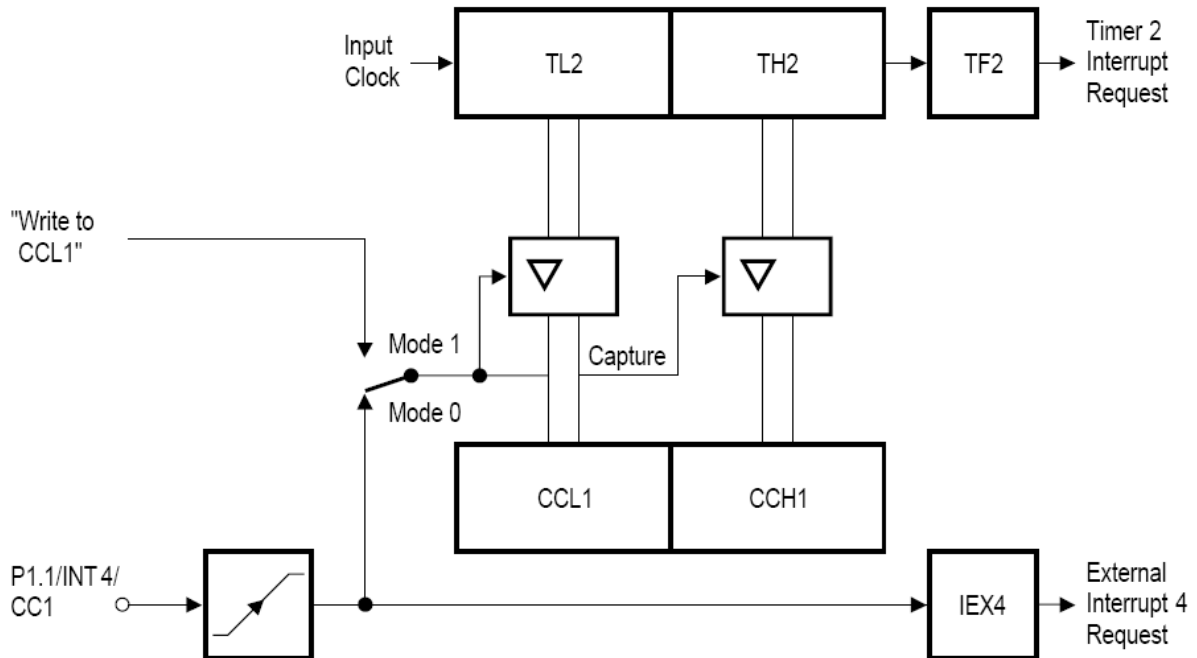 Input
Clock
TL2
TH2
TF2
Timer 2
Interrupt
Request
"Write to
CCL1"
Mode 1
Capture
Mode 0
CCL1
CCH1
P1.1/INT 4/
CC1
IEX4
External
Interrupt 4
Request